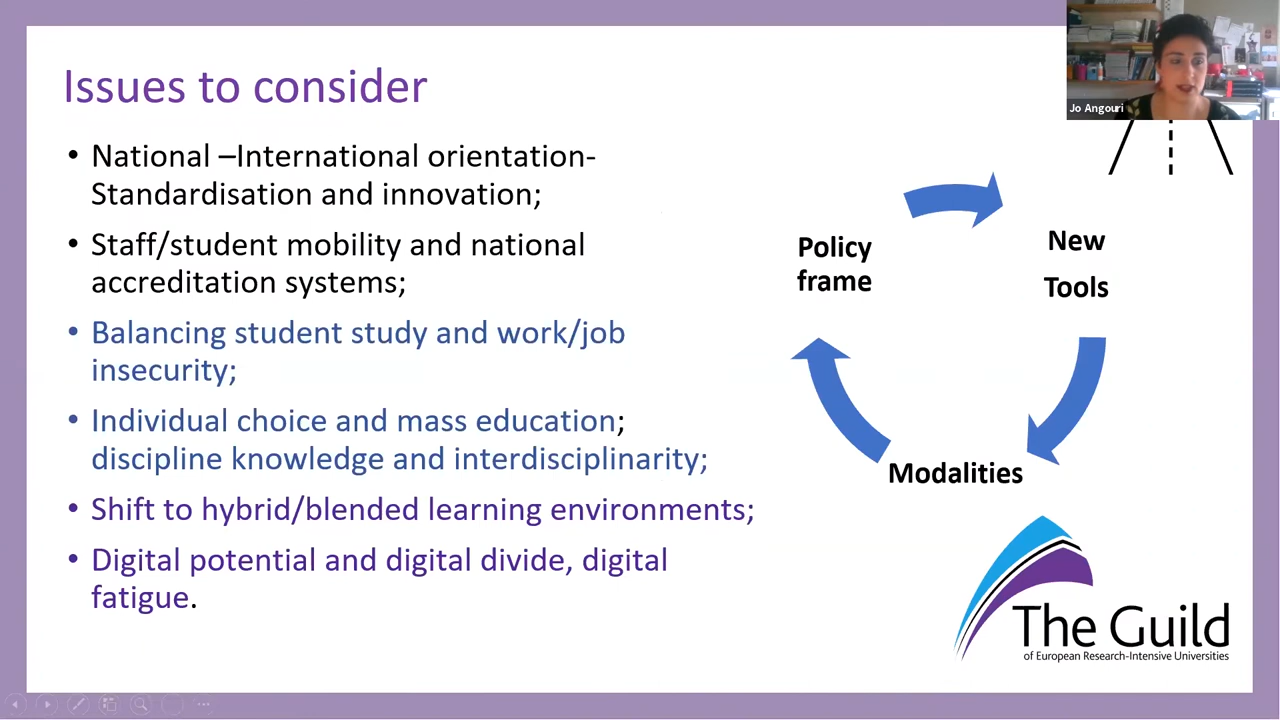 Issues to consider
• National –International orientation-
Standardisation and innovation;
• Staff/student mobility and national
accreditation systems;
• Balancing student study and work/job
insecurity;
• Individual choice and mass education;
discipline knowledge and interdisciplinarity;
• Shift to hybrid/blended learning environments;
• Digital potential and digital divide, digital
fatigue.
Jo Angouri
Policy
frame
New
Tools
Modalities
The Guild
of European Research-Intensive Universities